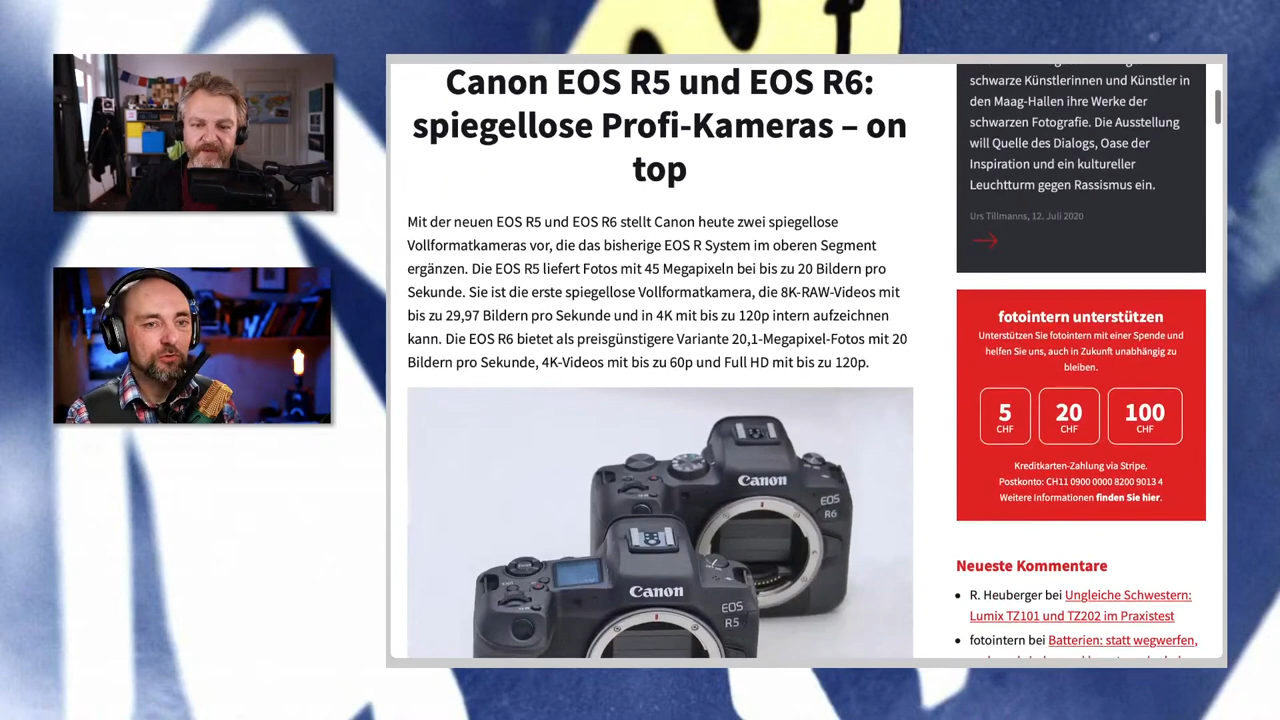 Canon EOS R5 und EOS R6:
spiegellose Profi-Kameras – on
top
Mit der neuen EOS R5 und EOS R6 stellt Canon heute zwei spiegellose
Vollformatkameras vor, die das bisherige EOS R System im oberen Segment
ergänzen. Die EOS R5 liefert Fotos mit 45 Megapixeln bei bis zu 20 Bildern pro
Sekunde. Sie ist die erste spiegellose Vollformatkamera, die 8K-RAW-Videos mit
bis zu 29,97 Bildern pro Sekunde und in 4K mit bis zu 120p intern aufzeichnen
kann. Die EOS R6 bietet als preisgünstigere Variante 20,1-Megapixel-Fotos mit 20
Bildern pro Sekunde, 4K-Videos mit bis zu 60p und Full HD mit bis zu 120p.
Canon
EOS
R6
Canon
EOS
R5
schwarze Künstlerinnen und Künstler in
den Maag-Hallen ihre Werke der
schwarzen Fotografie. Die Ausstellung
will Quelle des Dialogs, Oase der
Inspiration und ein kultureller
Leuchtturm gegen Rassismus ein.
Urs Tillmanns, 12. Juli 2020
fotointern unterstützen
Unterstützen Sie fotointern mit einer Spende und
helfen Sie uns, auch in Zukunft unabhängig zu
bleiben.
5 20 100
CHF CHF CHF
Kreditkarten-Zahlung via Stripe.
Postkonto: CH11 0900 0000 8200 9013 4
Weitere Informationen finden Sie hier.
Neueste Kommentare
R. Heuberger bei Ungleiche Schwestern:
Lumix TZ101 und TZ202 im Praxistest
fotointern bei Batterien: statt wegwerfen,